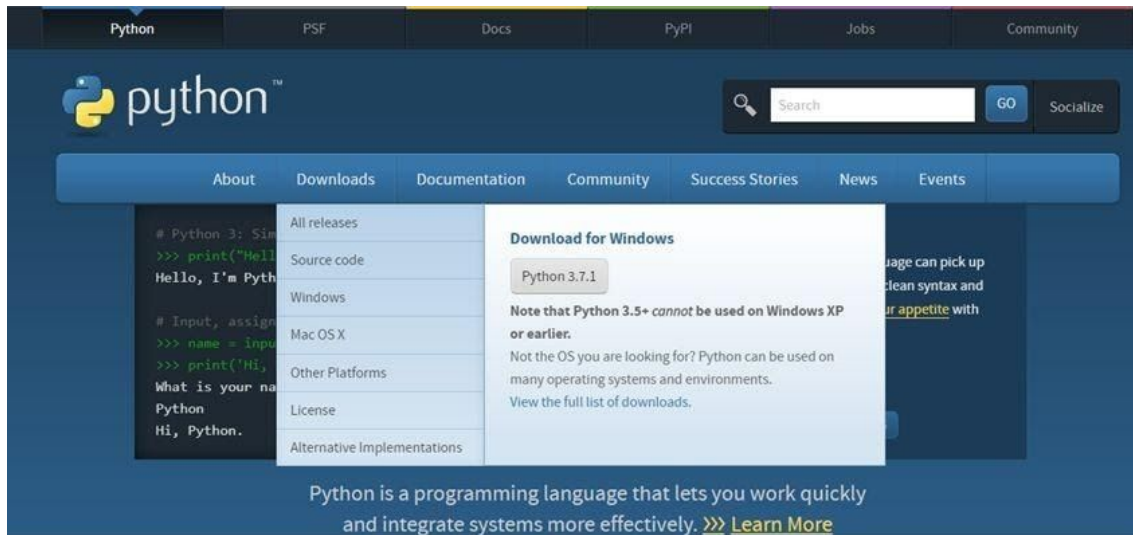 Python PSF Docs PyPI Jobs Community
python™
Search GO Socialize
About Downloads Documentation Community Success Stories News Events
# Python 3: Sim
>>> print("Hell
Hello, I'm Pyth
# Input, assign
>>> name = inpu
>>> print('Hi,
What is your na
Python
Hi, Python.
All releases
Source code
Windows
Mac OS X
Other Platforms
License
Alternative Implementations
Download for Windows
Python 3.7.1
Note that Python 3.5+ cannot be used on Windows XP
or earlier.
Not the OS you are looking for? Python can be used on
many operating systems and environments.
View the full list of downloads.
uage can pick up
clean syntax and
ur appetite with
Python is a programming language that lets you work quickly
and integrate systems more effectively. >>> Learn More